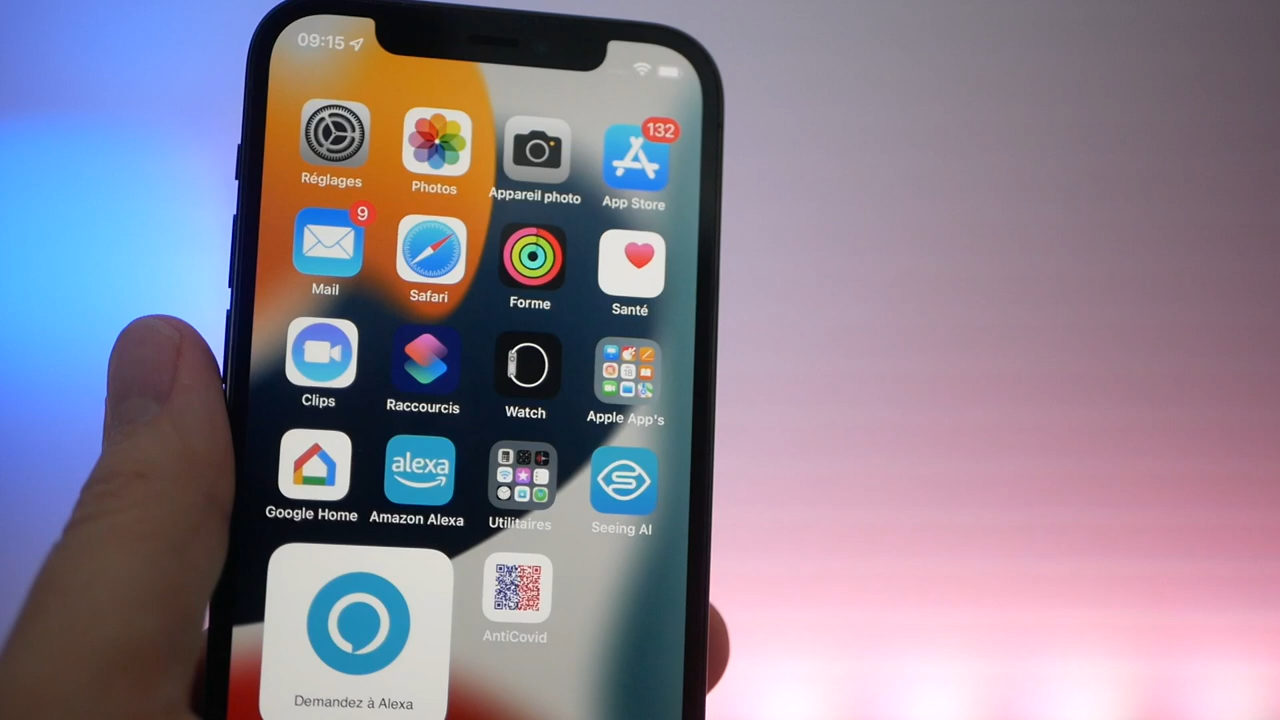 09:15
132
Réglages
Photos
Appareil photo
App Store
9
Mail
Safari
Forme
Santé
18
Clips
Raccourcis
Watch
Apple App's
alexa
Google Home
Amazon Alexa
Utilitaires
Seeing AI
AntiCovid
Demandez à Alexa